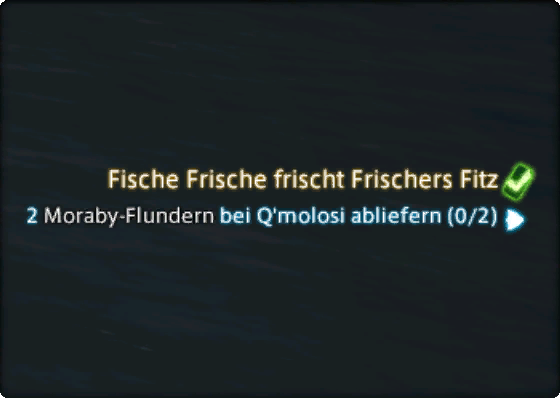 Fische Frische frischt Frischers Fitz
2 Moraby-Flundern bei Q'molosi abliefern (0/2)